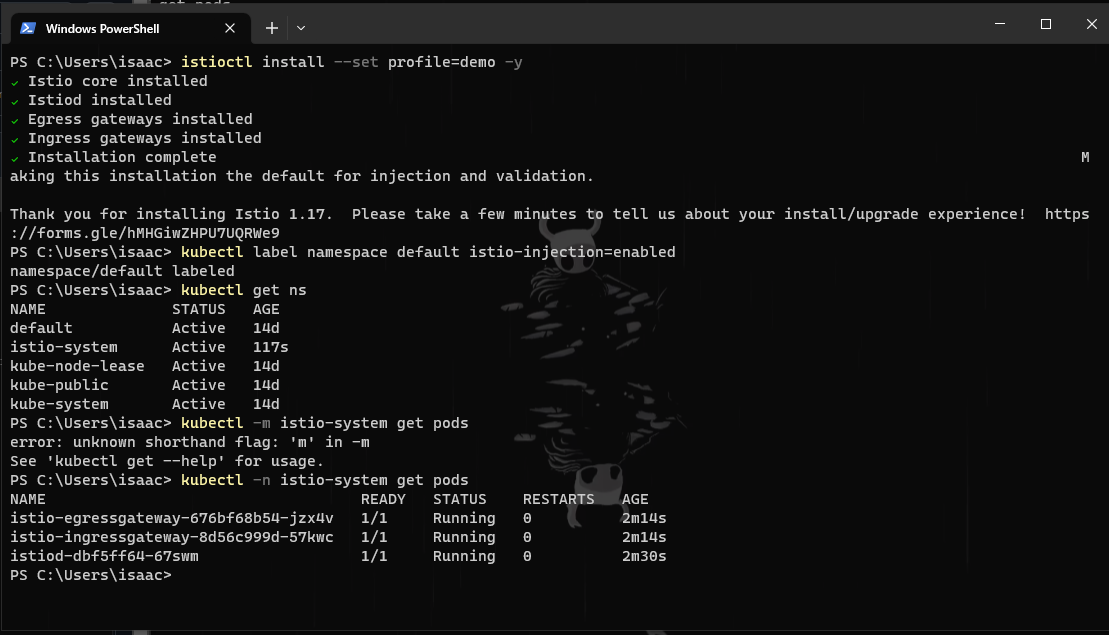 get pods
Windows PowerShell
PS C:\Users\isaac> istioctl install --set profile=demo -y
✓ Istio core installed
✓ Istiod installed
✓ Egress gateways installed
✓ Ingress gateways installed
✓ Installation complete M
aking this installation the default for injection and validation.
Thank you for installing Istio 1.17.  Please take a few minutes to tell us about your install/upgrade experience!  https
://forms.gle/hMHGiwZHPU7UQRWe9
PS C:\Users\isaac> kubectl label namespace default istio-injection=enabled
namespace/default labeled
PS C:\Users\isaac> kubectl get ns
NAME STATUS AGE
default Active 14d
istio-system Active 117s
kube-node-lease Active 14d
kube-public Active 14d
kube-system Active 14d
PS C:\Users\isaac> kubectl -m istio-system get pods
error: unknown shorthand flag: 'm' in -m
See 'kubectl get --help' for usage.
PS C:\Users\isaac> kubectl -n istio-system get pods
NAME READY STATUS RESTARTS AGE
istio-egressgateway-676bf68b54-jzx4v 1/1 Running 0 2m14s
istio-ingressgateway-8d56c999d-57kwc 1/1 Running 0 2m14s
istiod-dbf5ff64-67swm 1/1 Running 0 2m30s
PS C:\Users\isaac>